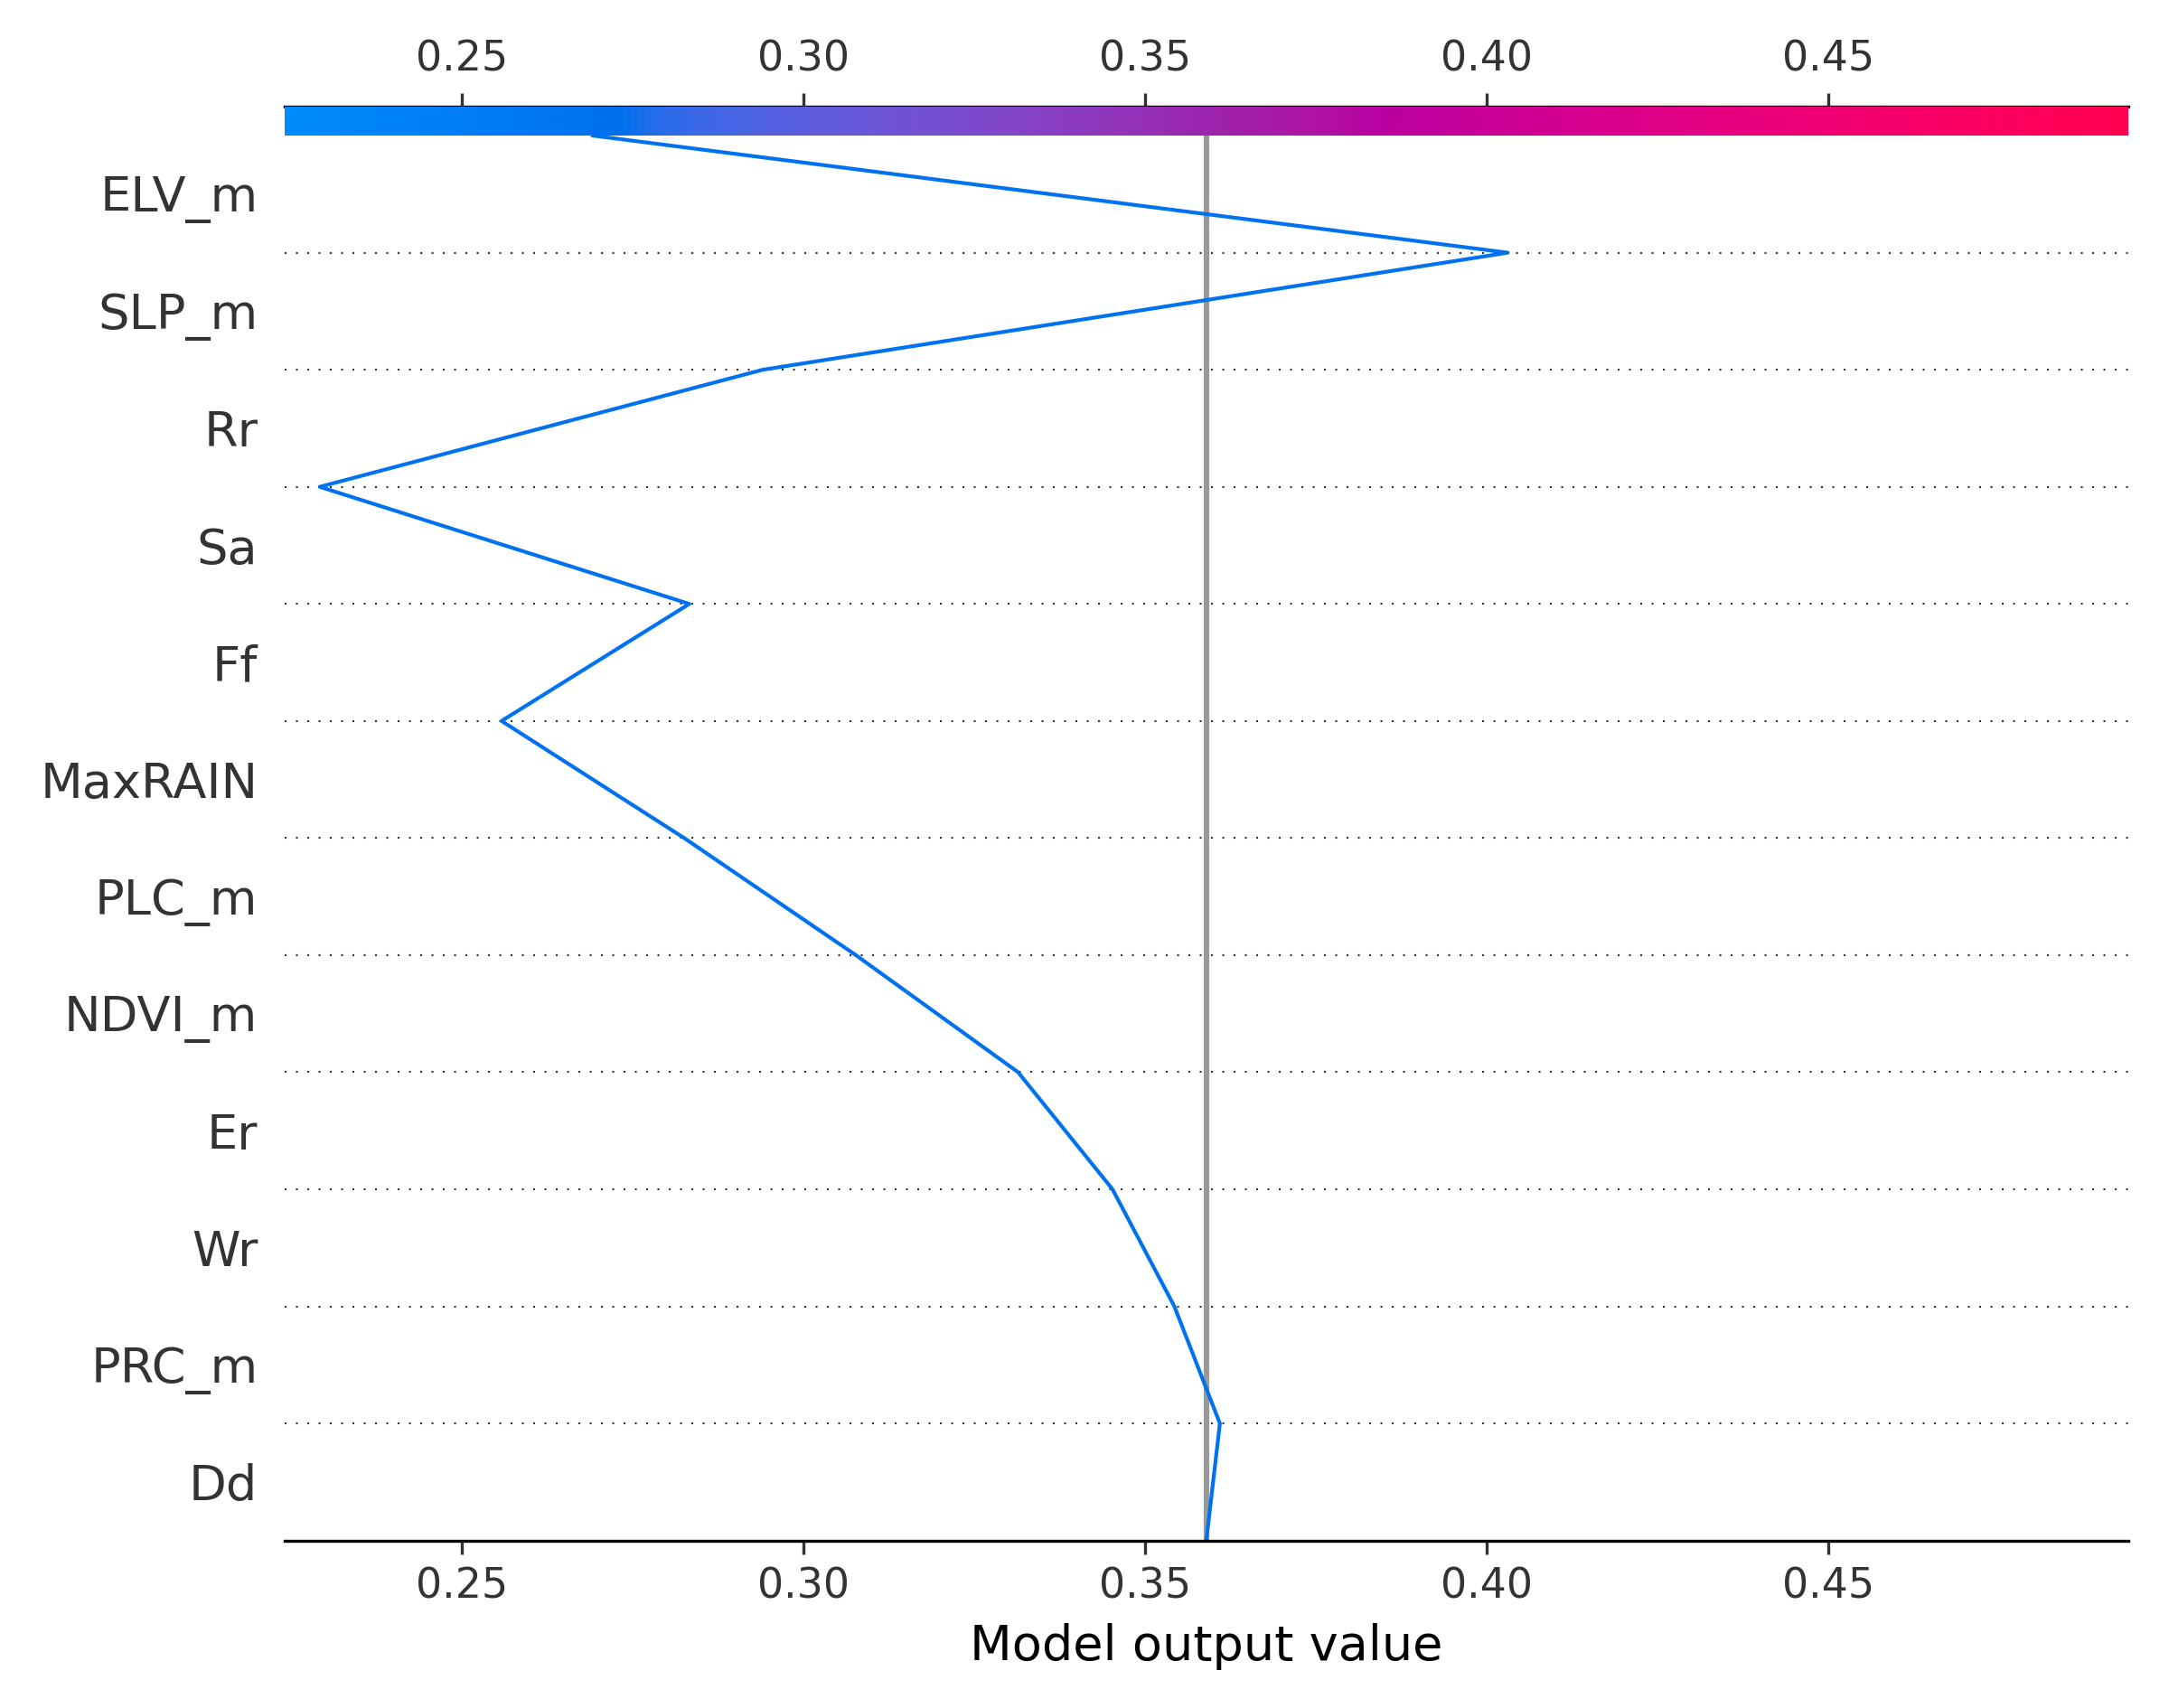 0.25 0.30 0.35 0.40 0.45
ELV_m
SLP_m
Rr
Sa
Ff
MaxRAIN
PLC_m
NDVI_m
Er
Wr
PRC_m
Dd
0.25 0.30 0.35 0.40 0.45
Model output value